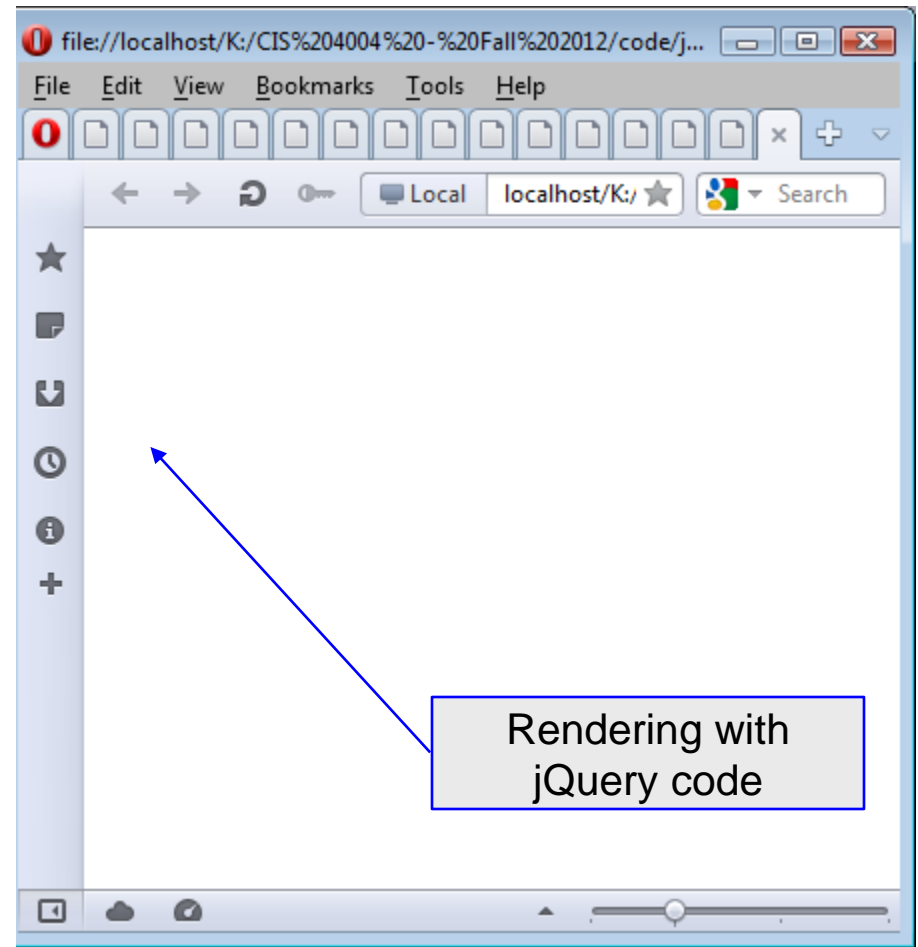 file://localhost/K:/CIS%204004%20-%20Fall%202012/code/j...
File Edit View Bookmarks Tools Help
Local localhost/K:/ Search
Rendering with
jQuery code